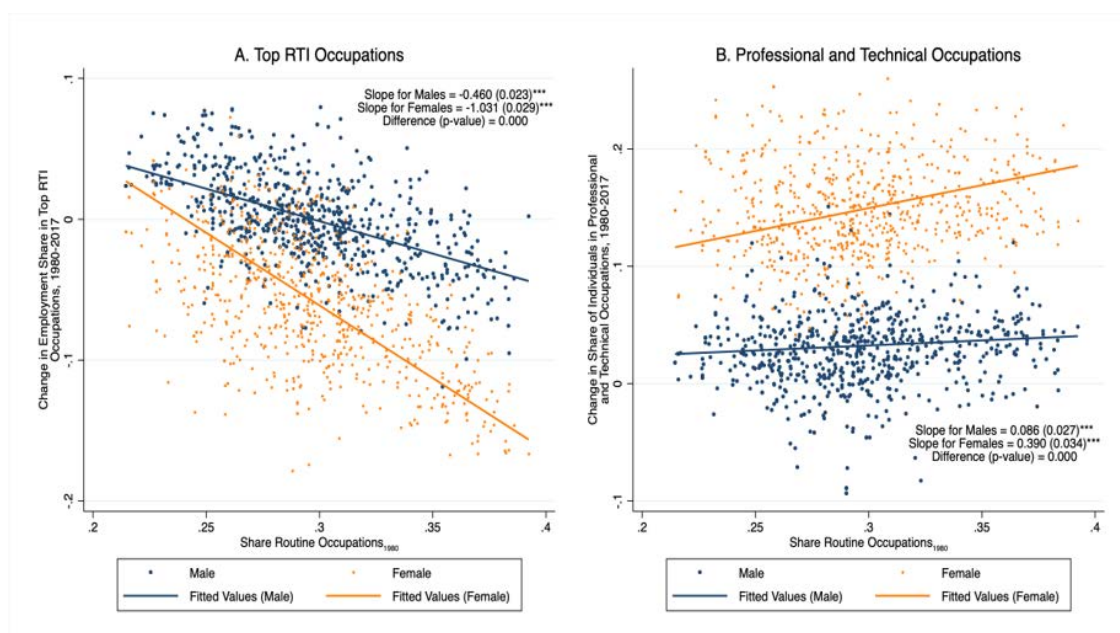 A. Top RTI Occupations
Slope for Males = -0.460 (0.023)***
Slope for Females = -1.031 (0.029)***
Difference (p-value) = 0.000
Change in Employment Share in Top RTI
Occupations, 1980-2017
.1
0
-.1
-.2
.2
.25
.3
.35
.4
Share Routine Occupations1980
Male
Female
Fitted Values (Male)
Fitted Values (Female)
B. Professional and Technical Occupations
Change in Share of Individuals in Professional
and Technical Occupations, 1980-2017
.2
.1
0
-.1
Slope for Males = 0.086 (0.027)***
Slope for Females = 0.390 (0.034)***
Difference (p-value) = 0.000
.2
.25
.3
.35
.4
Share Routine Occupations1980
Male
Female
Fitted Values (Male)
Fitted Values (Female)